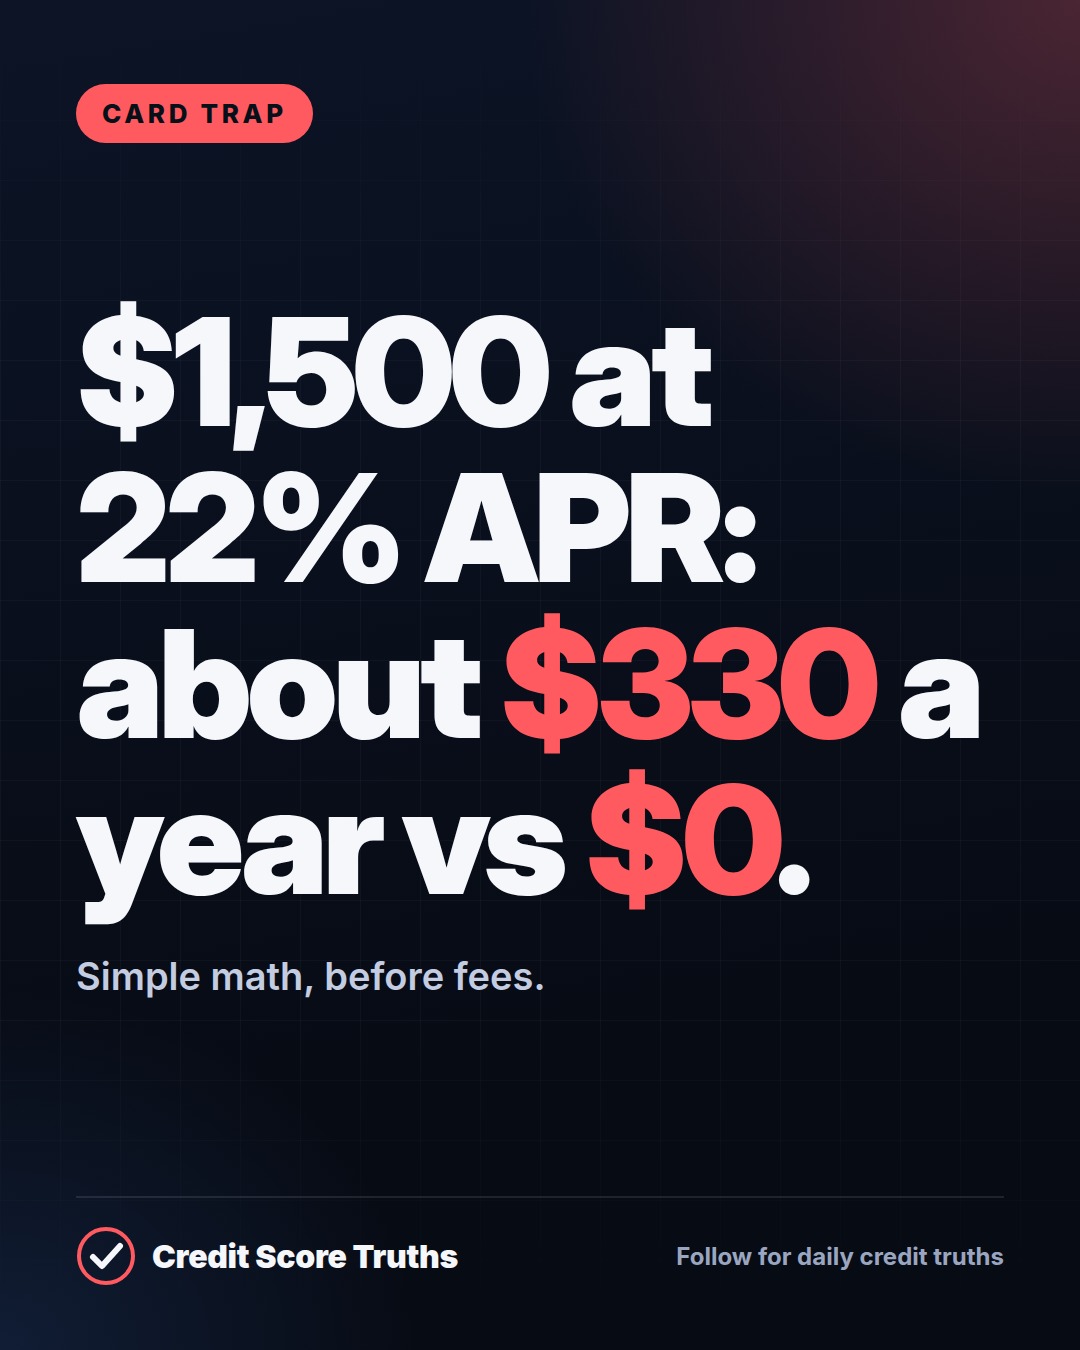 CARD TRAP
$1,500 at
22% APR:
about $330 a
year vs $0.
Simple math, before fees.
Credit Score Truths
Follow for daily credit truths